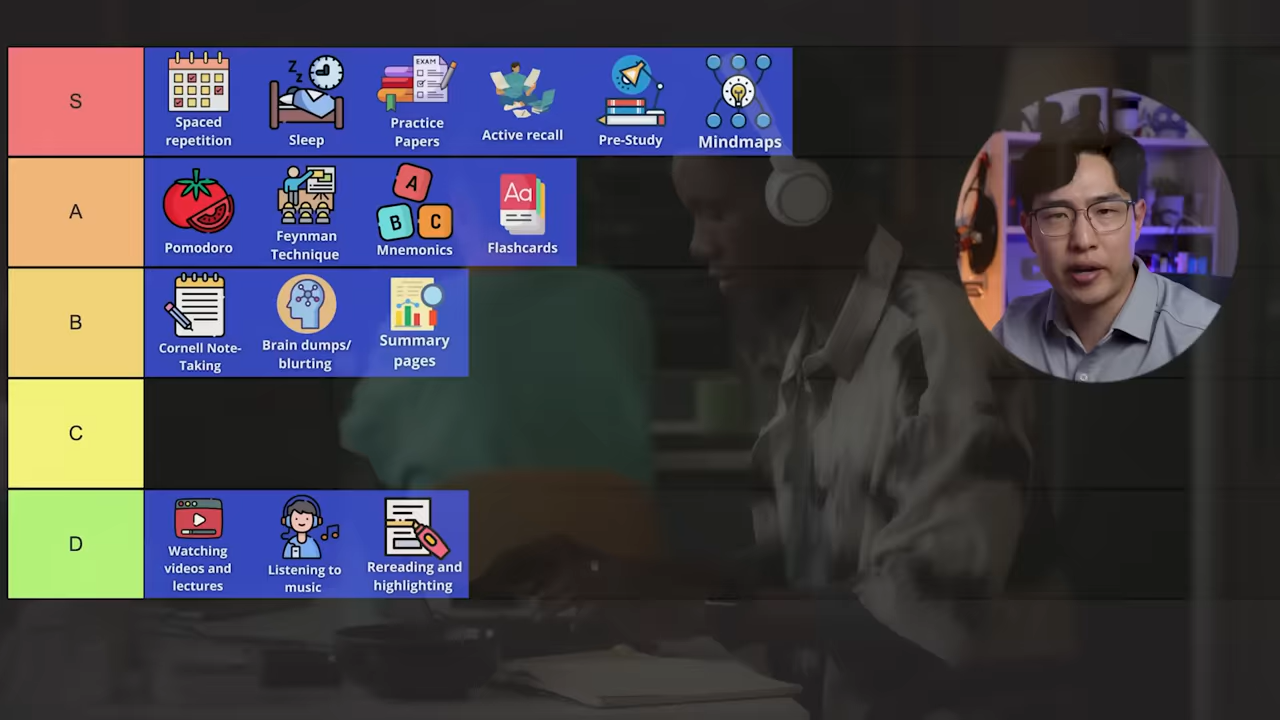 S
Spaced
repetition
Sleep
EXAM
Practice
Papers
Active recall
Pre-Study
Mindmaps
A
Pomodoro
Feynman
Technique
A
B
C
Mnemonics
Aa
Flashcards
B
Cornell Note-
Taking
Brain dumps/
blurting
Summary
pages
C
D
Watching
videos and
lectures
Listening to
music
Rereading and
highlighting